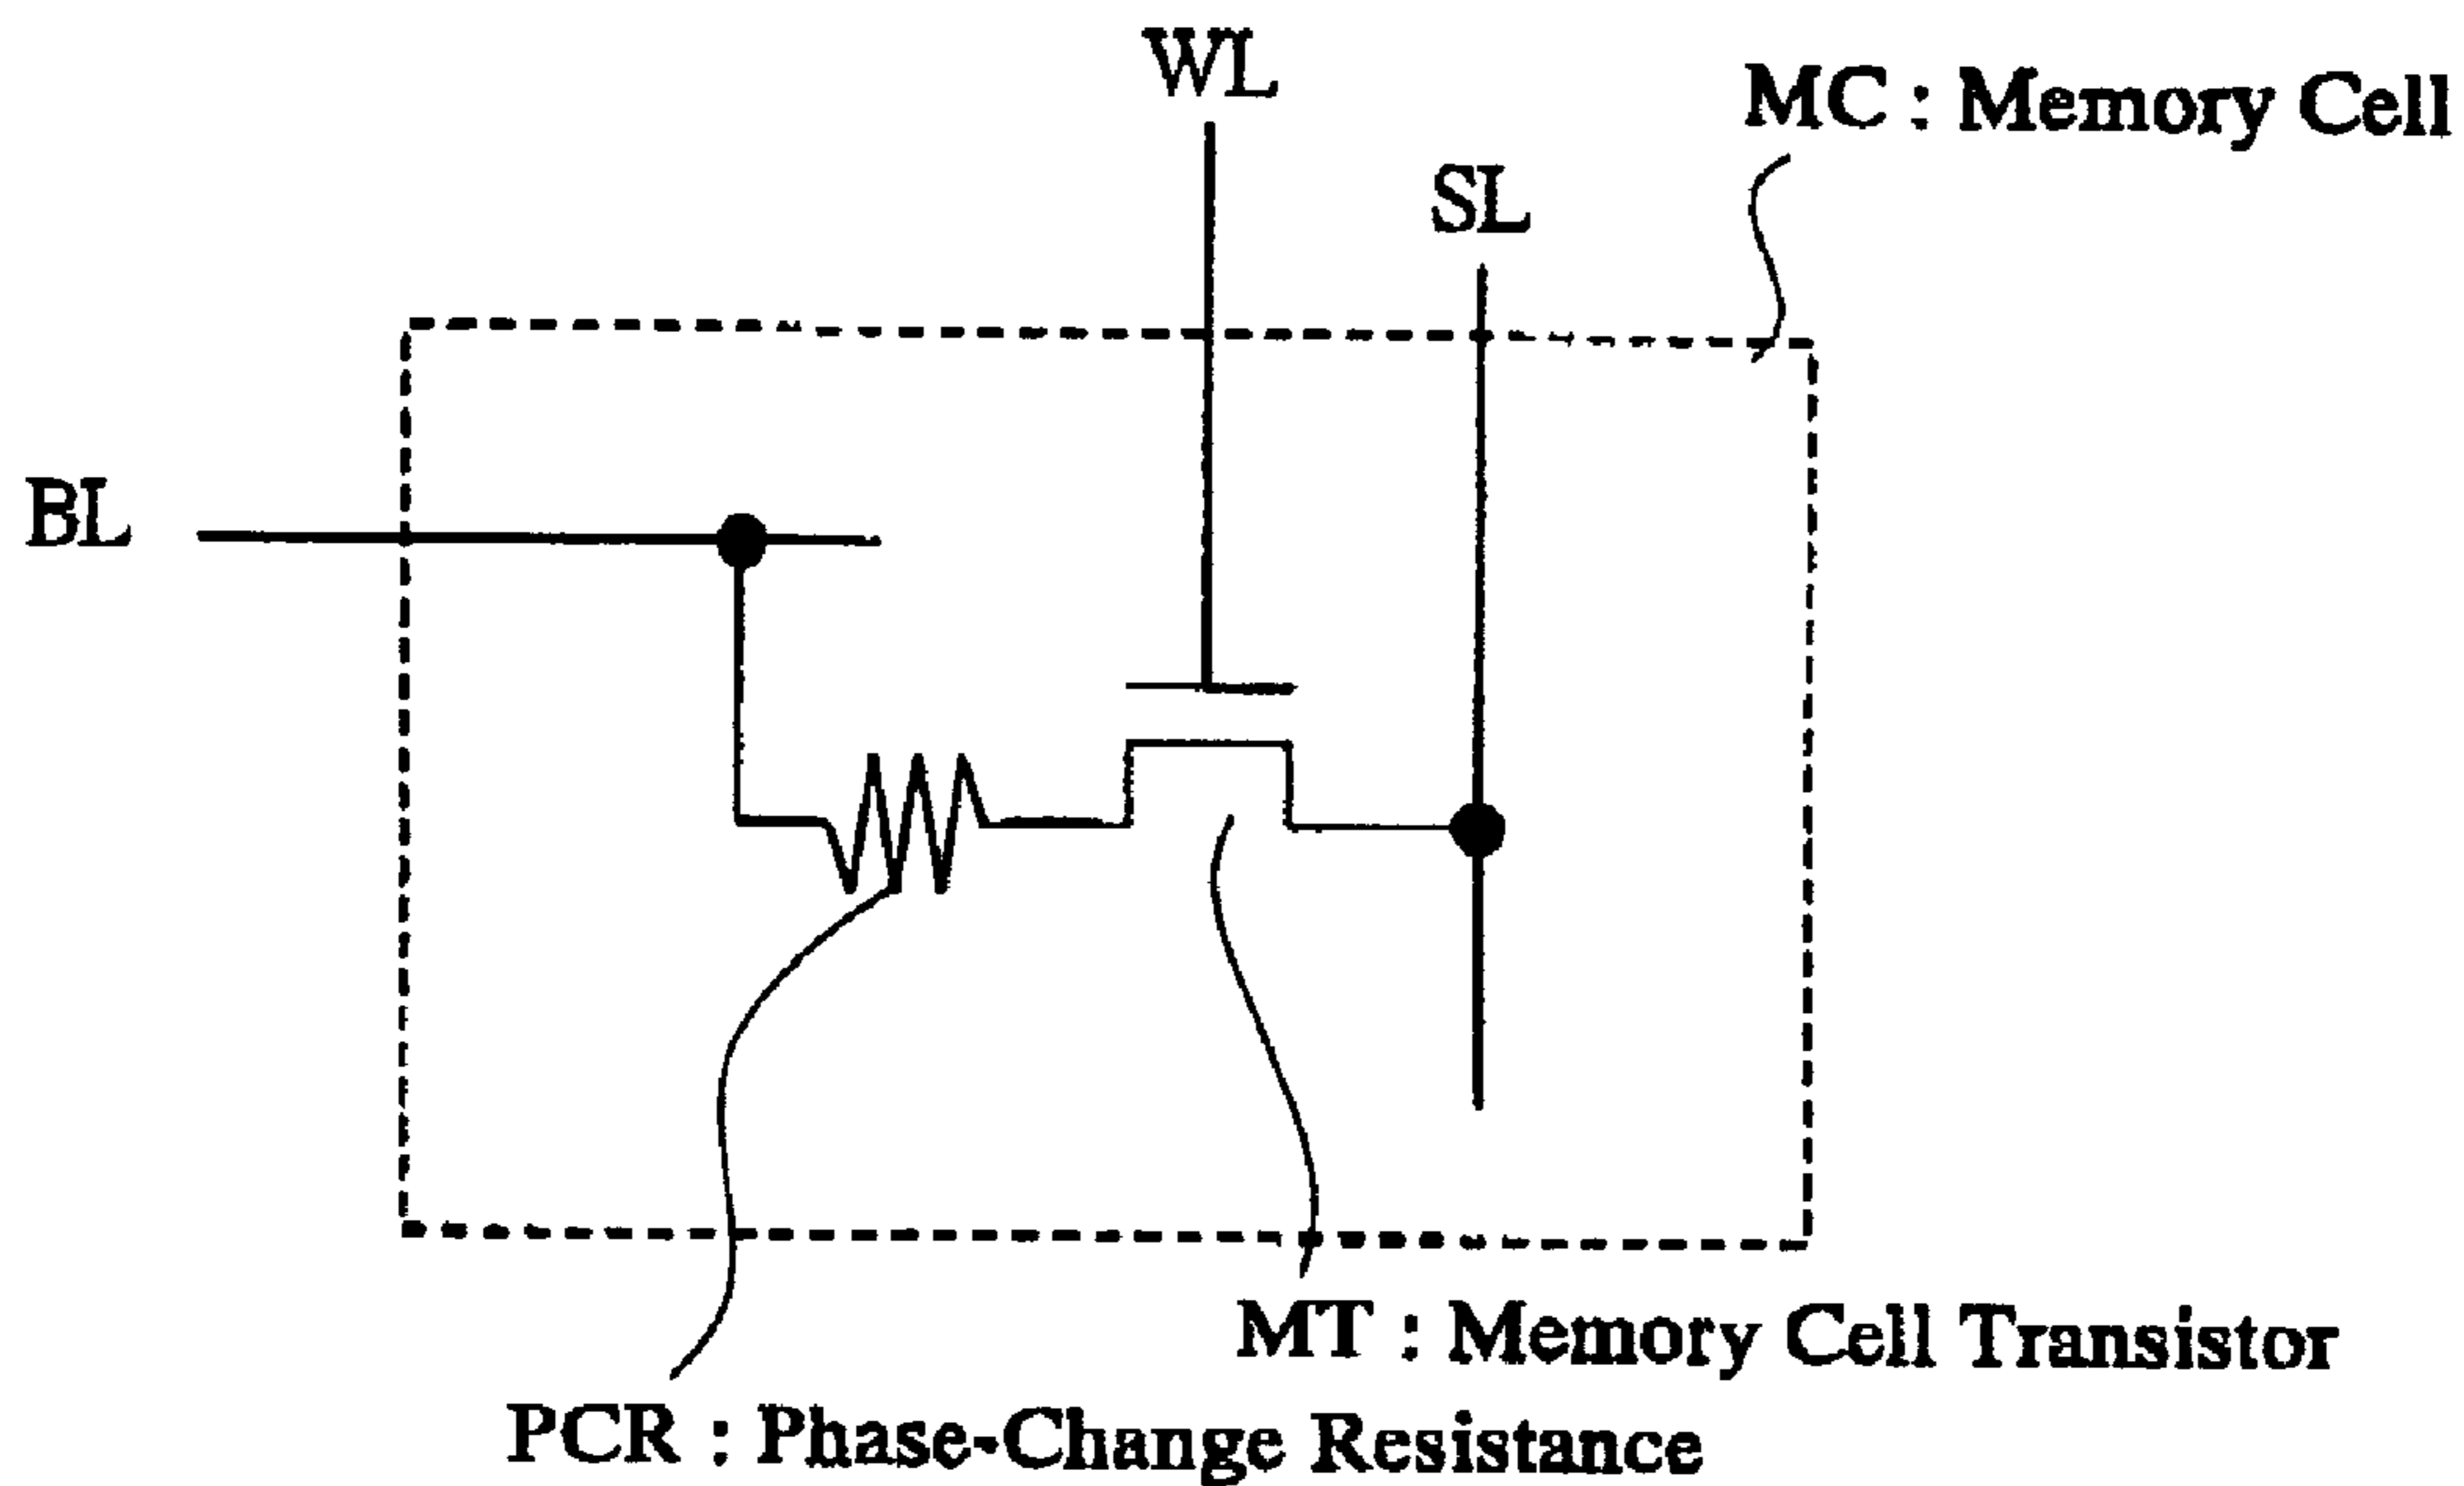 WL
MC : Memory Cell
SL
BL
MT : Memory Cell Transistor
PCR : Phase-Change Resistance